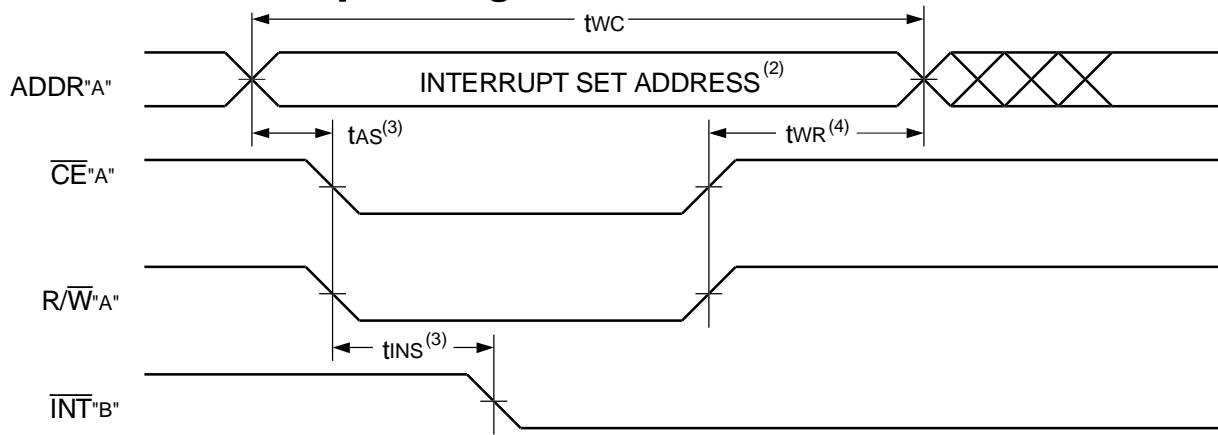 tWC
ADDR"A"
INTERRUPT SET ADDRESS(2)
tAS(3)
tWR(4)
CE"A"
R/W"A"
tINS(3)
INT"B"